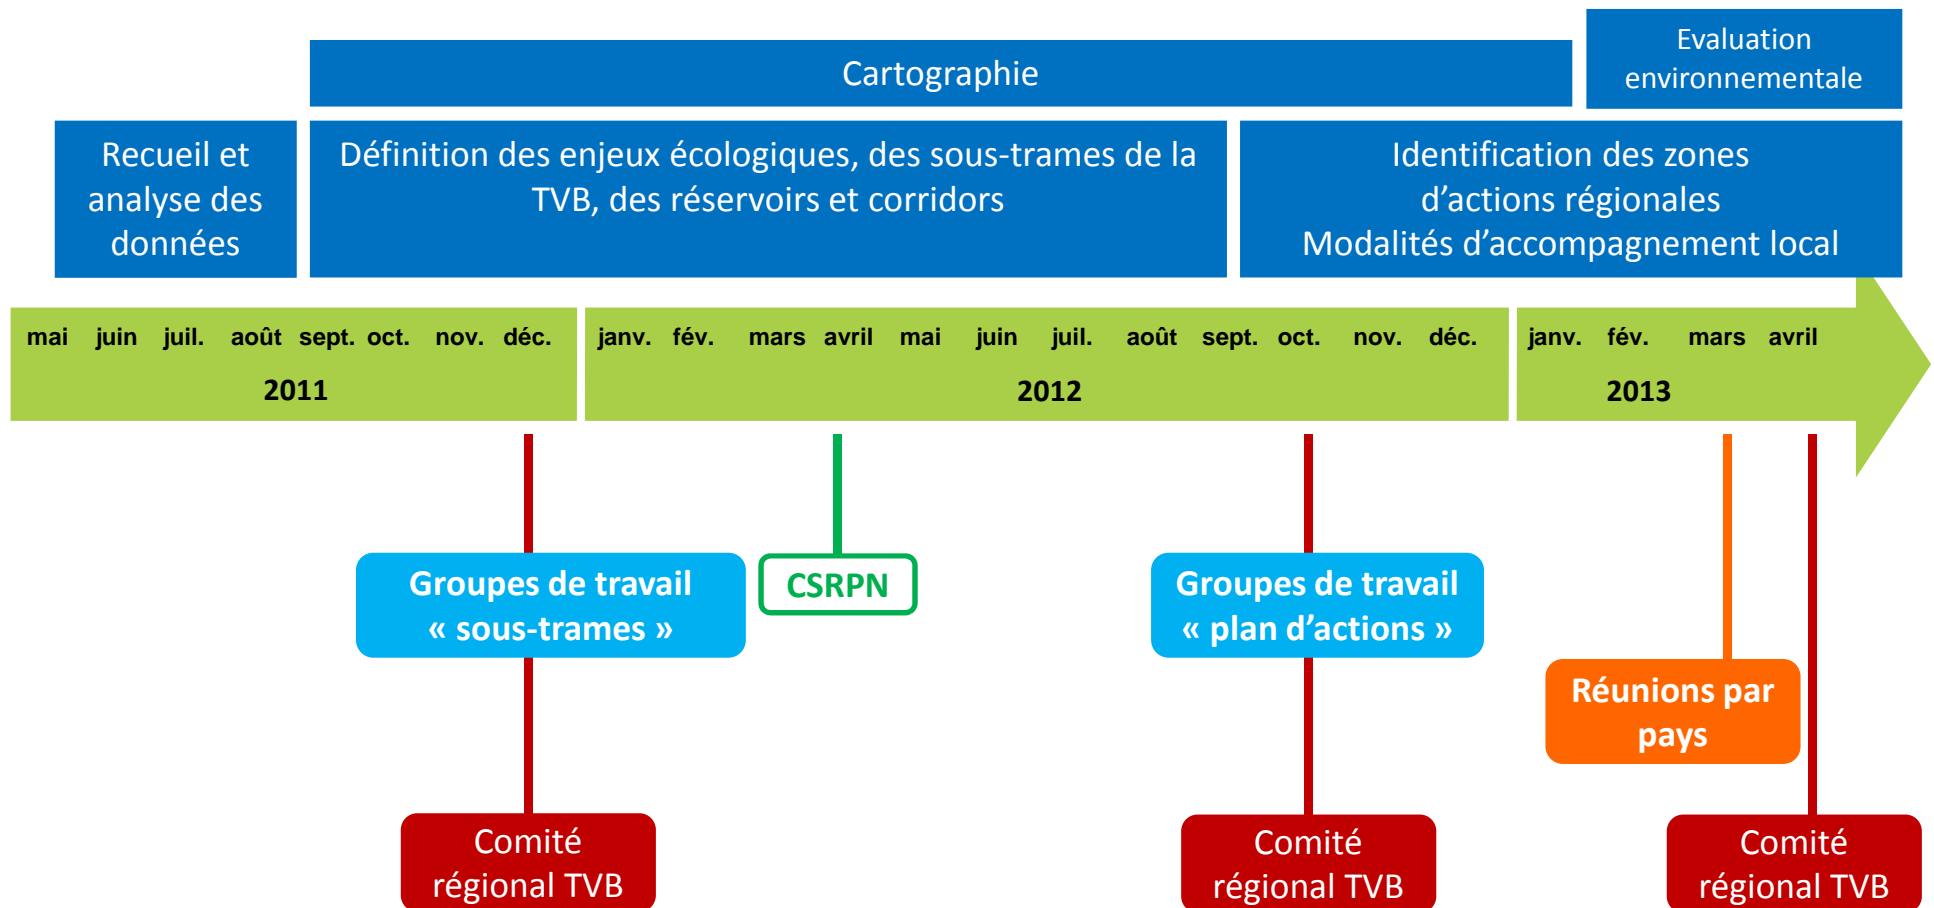 Cartographie
Evaluation
environnementale
Recueil et
analyse des
données
Définition des enjeux écologiques, des sous-trames de la
TVB, des réservoirs et corridors
Identification des zones
d’actions régionales
Modalités d’accompagnement local
mai juin juil. août sept. oct. nov. déc.
2011
janv. fév. mars avril mai juin juil. août sept. oct. nov. déc.
2012
janv. fév. mars avril
2013
Groupes de travail
« sous-trames »
CSRPN
Groupes de travail
« plan d’actions »
Réunions par
pays
Comité
régional TVB
Comité
régional TVB
Comité
régional TVB